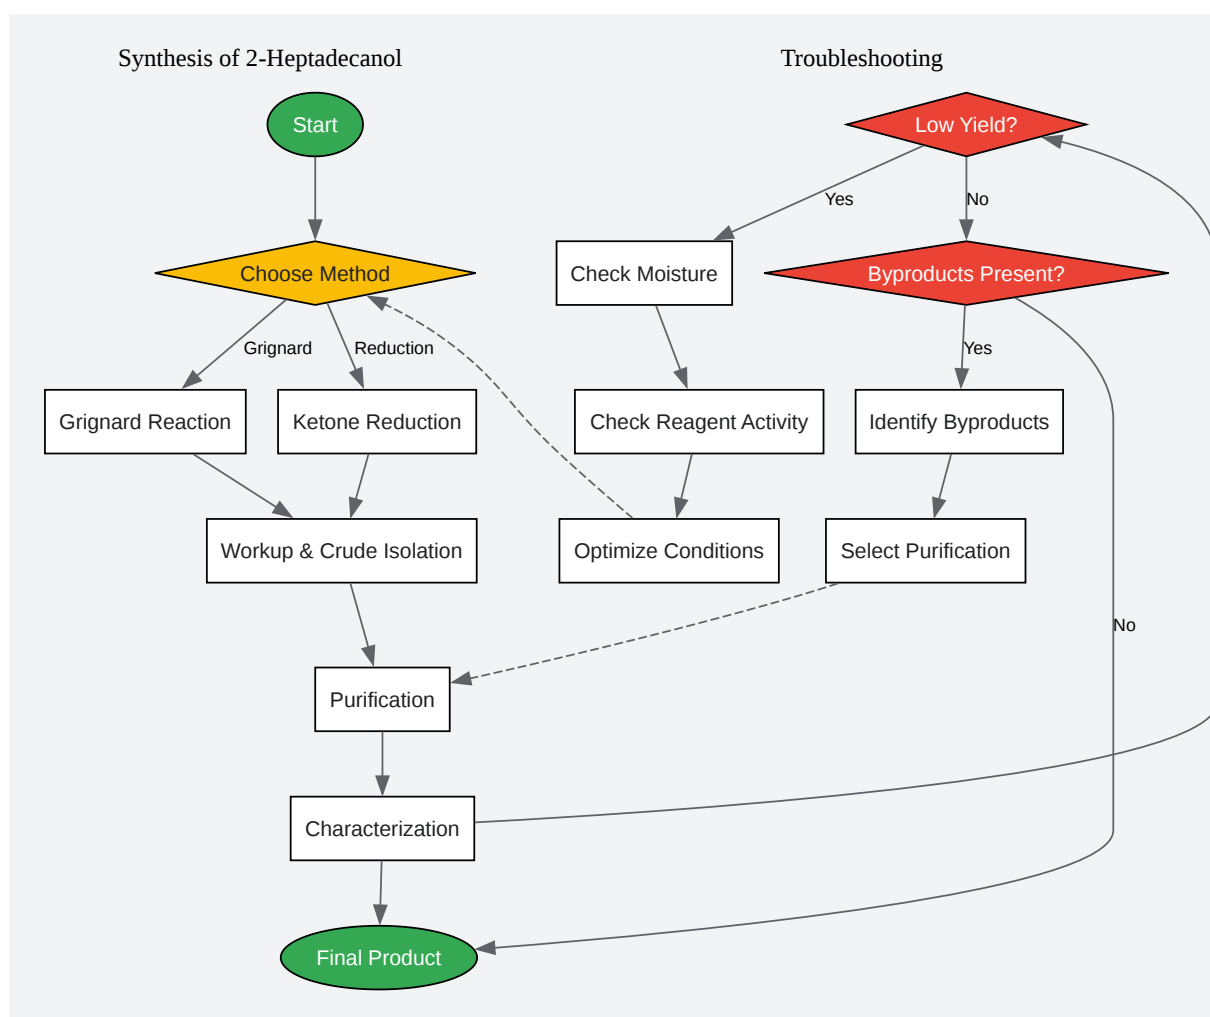 Synthesis of 2-Heptadecanol
Start
Choose Method
Grignard
Reduction
Grignard Reaction
Ketone Reduction
Workup & Crude Isolation
Purification
Characterization
Final Product
Troubleshooting
Low Yield?
Yes
No
Check Moisture
Byproducts Present?
Yes
Check Reagent Activity
Identify Byproducts
Optimize Conditions
Select Purification
No